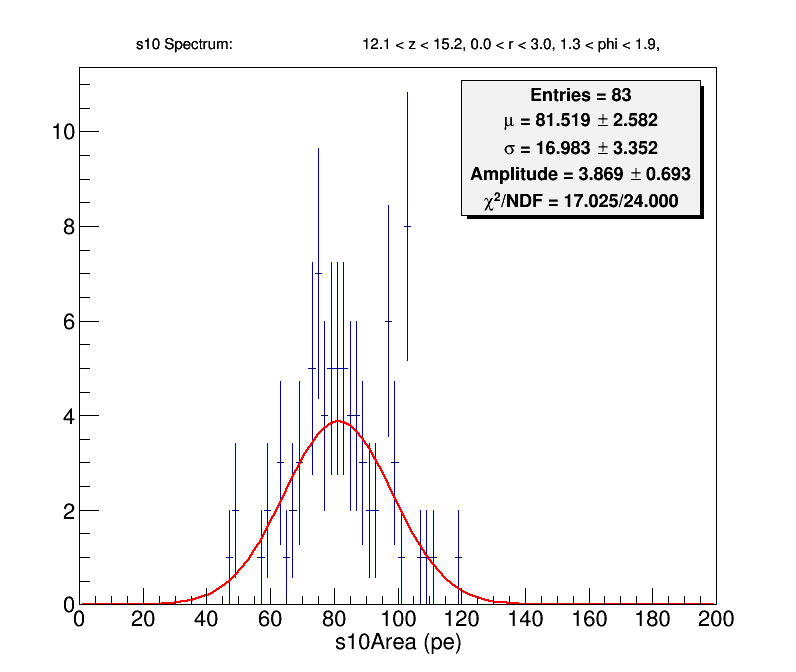 s10 Spectrum: 12.1 < z < 15.2, 0.0 < r < 3.0, 1.3 < phi < 1.9,
Entries = 83
μ = 81.519 ± 2.582
σ = 16.983 ± 3.352
Amplitude = 3.869 ± 0.693
χ²/NDF = 17.025/24.000
10
8
6
4
2
0
0 20 40 60 80 100 120 140 160 180 200
s10Area (pe)